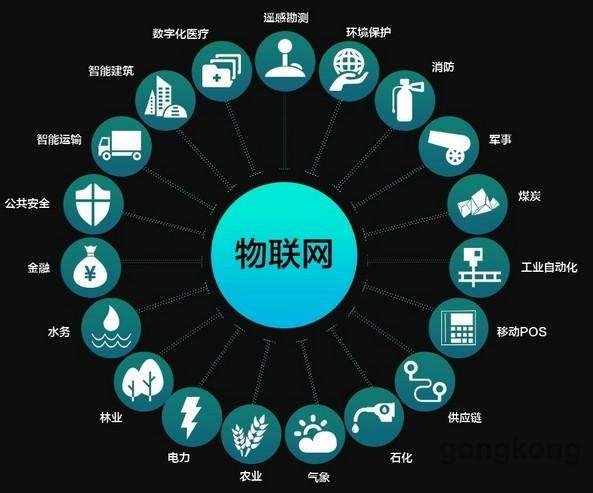 遥感勘测
数字化医疗
环境保护
智能建筑
消防
智能运输
军事
公共安全
煤炭
物联网
金融
¥
工业自动化
水务
移动POS
林业
供应链
电力
石化
农业
气象
gongkong